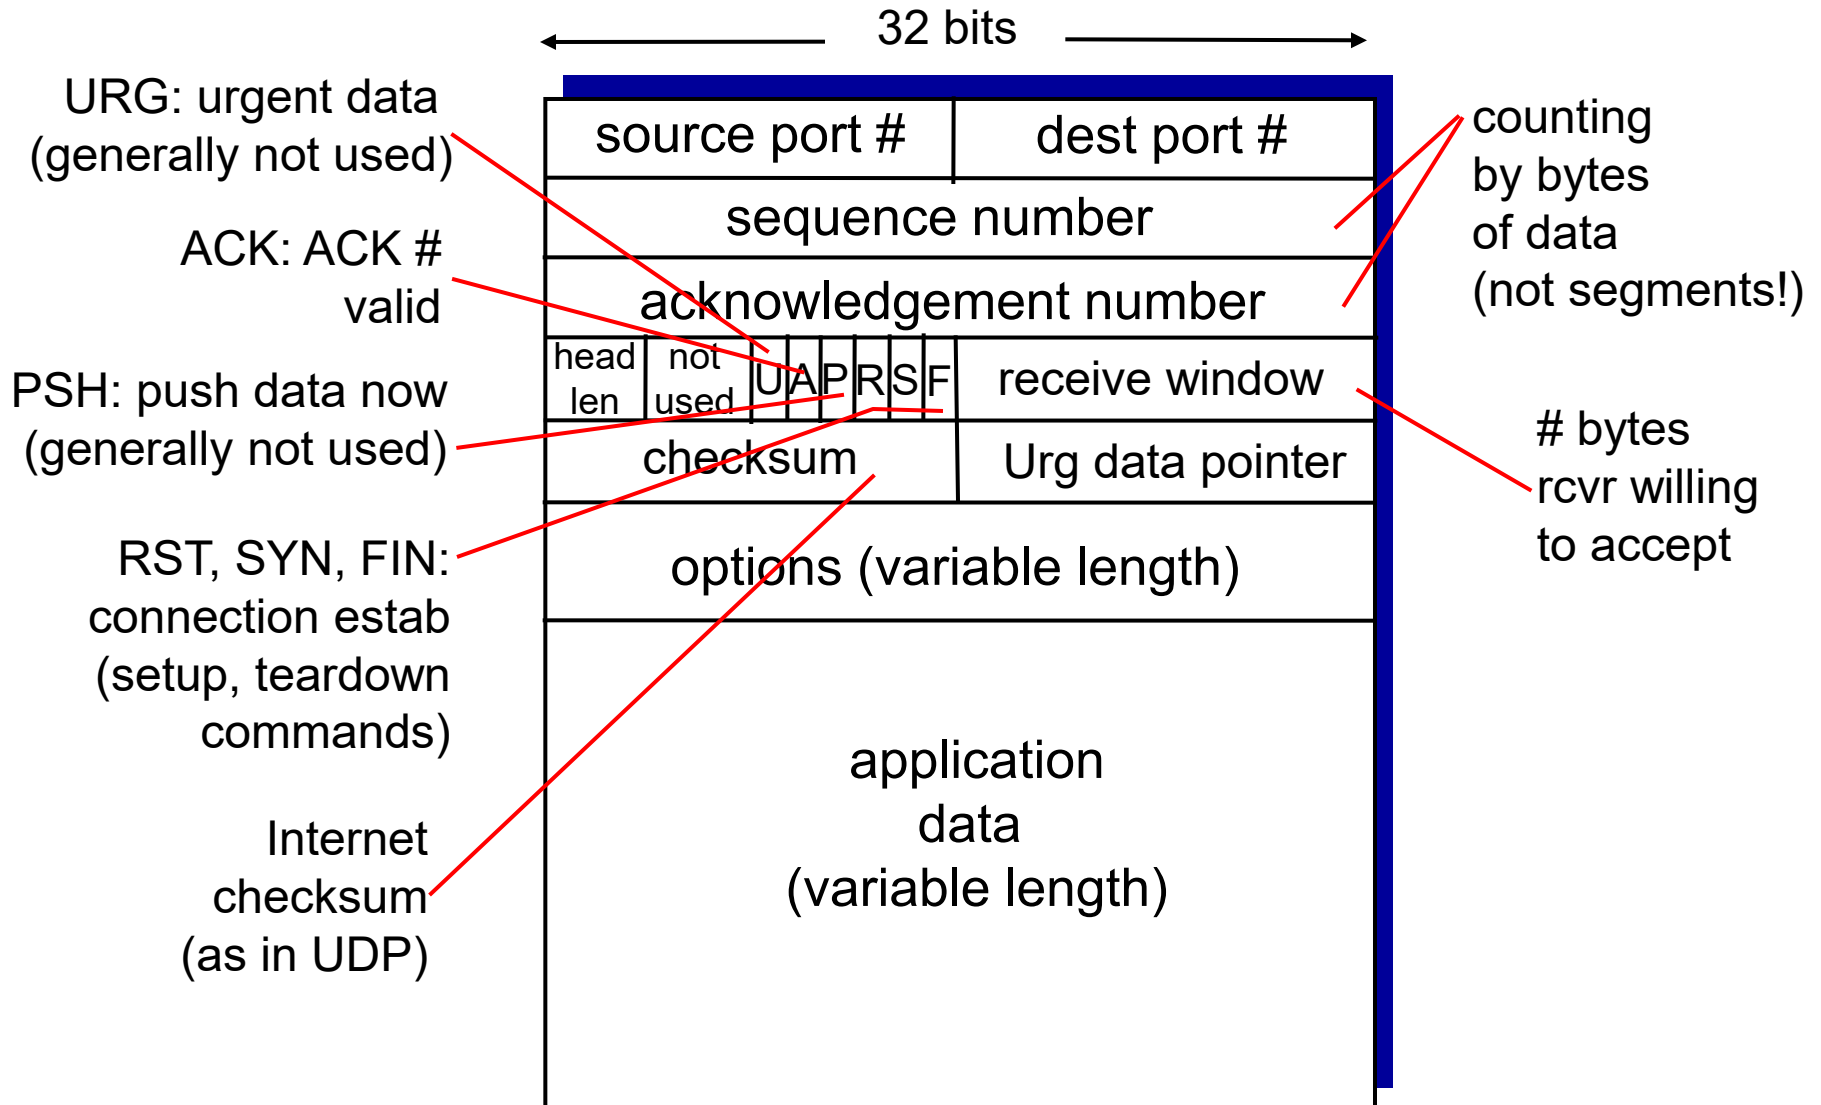 32 bits
URG: urgent data
(generally not used)
ACK: ACK #
valid
PSH: push data now
(generally not used)
RST, SYN, FIN:
connection estab
(setup, teardown
commands)
Internet
checksum
(as in UDP)
source port # dest port #
sequence number
acknowledgement number
head
len
not
used
U A P R S F
receive window
checksum
Urg data pointer
options (variable length)
application
data
(variable length)
counting
by bytes
of data
(not segments!)
# bytes
rcvr willing
to accept